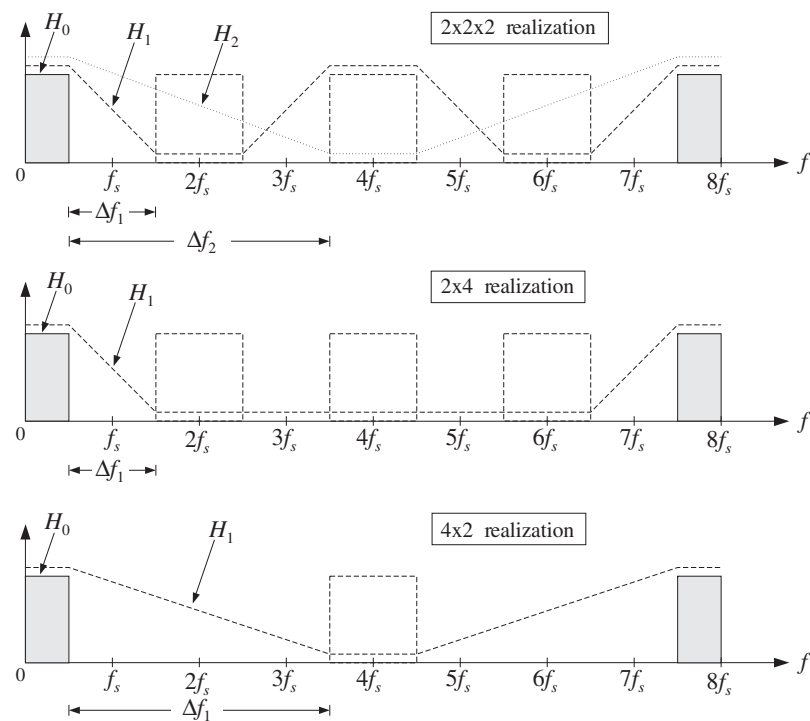 H₀ H₁ H₂ 2x2x2 realization
0 fₛ 2fₛ 3fₛ 4fₛ 5fₛ 6fₛ 7fₛ 8fₛ f
Δf₁
Δf₂
H₀ H₁ 2x4 realization
0 fₛ 2fₛ 3fₛ 4fₛ 5fₛ 6fₛ 7fₛ 8fₛ f
Δf₁
H₀ H₁ 4x2 realization
0 fₛ 2fₛ 3fₛ 4fₛ 5fₛ 6fₛ 7fₛ 8fₛ f
Δf₁